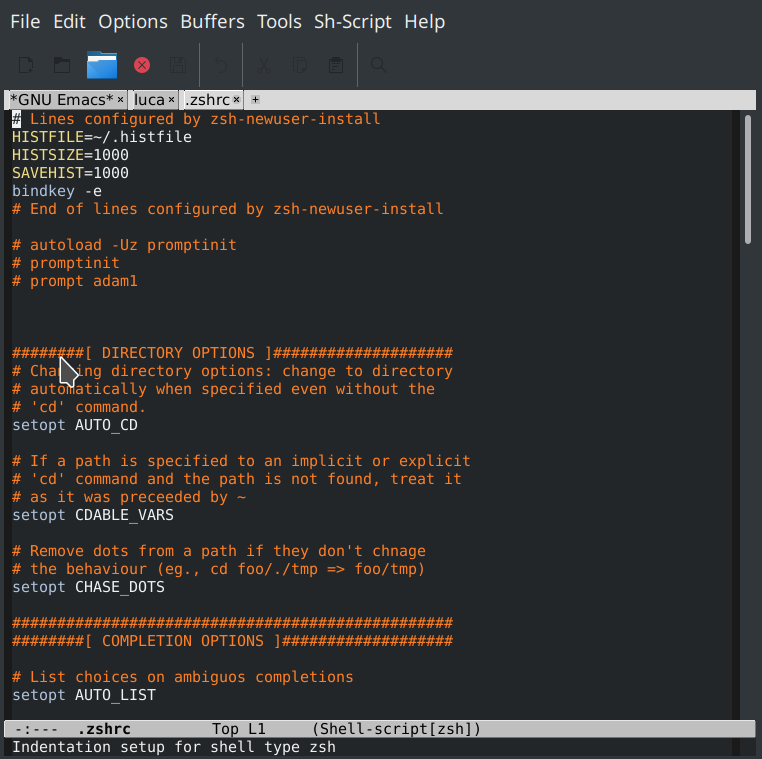 File Edit Options Buffers Tools Sh-Script Help
*GNU Emacs* × luca × .zshrc × +
# Lines configured by zsh-newuser-install
HISTFILE=~/.histfile
HISTSIZE=1000
SAVEHIST=1000
bindkey -e
# End of lines configured by zsh-newuser-install
# autoload -Uz promptinit
# promptinit
# prompt adam1
########[ DIRECTORY OPTIONS ]####################
# Changing directory options: change to directory
# automatically when specified even without the
# 'cd' command.
setopt AUTO_CD
# If a path is specified to an implicit or explicit
# 'cd' command and the path is not found, treat it
# as it was preceeded by ~
setopt CDABLE_VARS
# Remove dots from a path if they don't chnage
# the behaviour (eg., cd foo/./tmp => foo/tmp)
setopt CHASE_DOTS
#################################################
########[ COMPLETION OPTIONS ]###################
# List choices on ambiguos completions
setopt AUTO_LIST
-:--- .zshrc Top L1 (Shell-script[zsh])
Indentation setup for shell type zsh